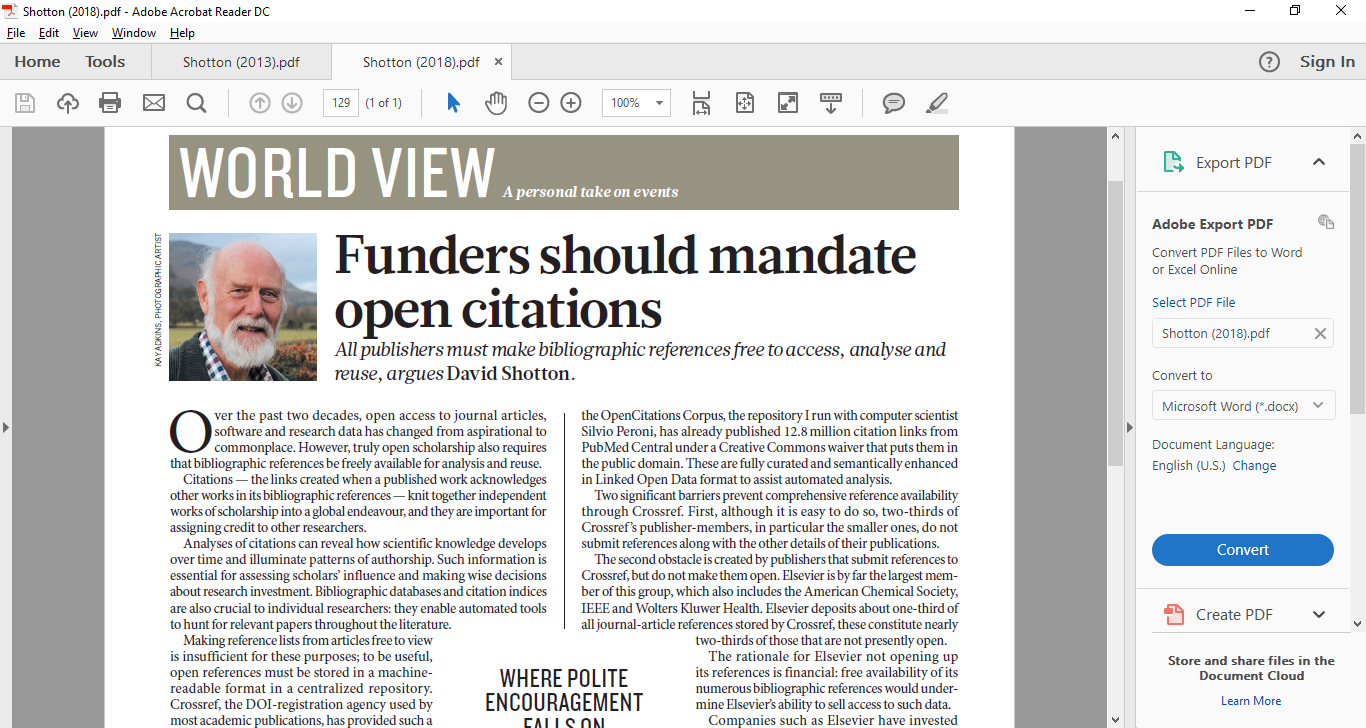 Shotton (2018).pdf - Adobe Acrobat Reader DC
File Edit View Window Help
Home Tools Shotton (2013).pdf Shotton (2018).pdf × ? Sign In
129 (1 of 1) 100%
WORLD VIEW A personal take on events
KAY ADKINS, PHOTOGRAPHIC ARTIST
Funders should mandate
open citations
All publishers must make bibliographic references free to access, analyse and
reuse, argues David Shotton.
Over the past two decades, open access to journal articles,
software and research data has changed from aspirational to
commonplace. However, truly open scholarship also requires
that bibliographic references be freely available for analysis and reuse.
Citations — the links created when a published work acknowledges
other works in its bibliographic references — knit together independent
works of scholarship into a global endeavour, and they are important for
assigning credit to other researchers.
Analyses of citations can reveal how scientific knowledge develops
over time and illuminate patterns of authorship. Such information is
essential for assessing scholars' influence and making wise decisions
about research investment. Bibliographic databases and citation indices
are also crucial to individual researchers: they enable automated tools
to hunt for relevant papers throughout the literature.
Making reference lists from articles free to view
is insufficient for these purposes; to be useful,
open references must be stored in a machine-
readable format in a centralized repository.
Crossref, the DOI-registration agency used by
most academic publications, has provided such a
WHERE POLITE
ENCOURAGEMENT
FALLS ON
the OpenCitations Corpus, the repository I run with computer scientist
Silvio Peroni, has already published 12.8 million citation links from
PubMed Central under a Creative Commons waiver that puts them in
the public domain. These are fully curated and semantically enhanced
in Linked Open Data format to assist automated analysis.
Two significant barriers prevent comprehensive reference availability
through Crossref. First, although it is easy to do so, two-thirds of
Crossref's publisher-members, in particular the smaller ones, do not
submit references along with the other details of their publications.
The second obstacle is created by publishers that submit references to
Crossref, but do not make them open. Elsevier is by far the largest mem-
ber of this group, which also includes the American Chemical Society,
IEEE and Wolters Kluwer Health. Elsevier deposits about one-third of
all journal-article references stored by Crossref, these constitute nearly
two-thirds of those that are not presently open.
The rationale for Elsevier not opening up
its references is financial: free availability of its
numerous bibliographic references would under-
mine Elsevier's ability to sell access to such data.
Companies such as Elsevier have invested
Export PDF
Adobe Export PDF
Convert PDF Files to Word
or Excel Online
Select PDF File
Shotton (2018).pdf
Convert to
Microsoft Word (*.docx)
Document Language:
English (U.S.) Change
Convert
Create PDF
Store and share files in the
Document Cloud
Learn More